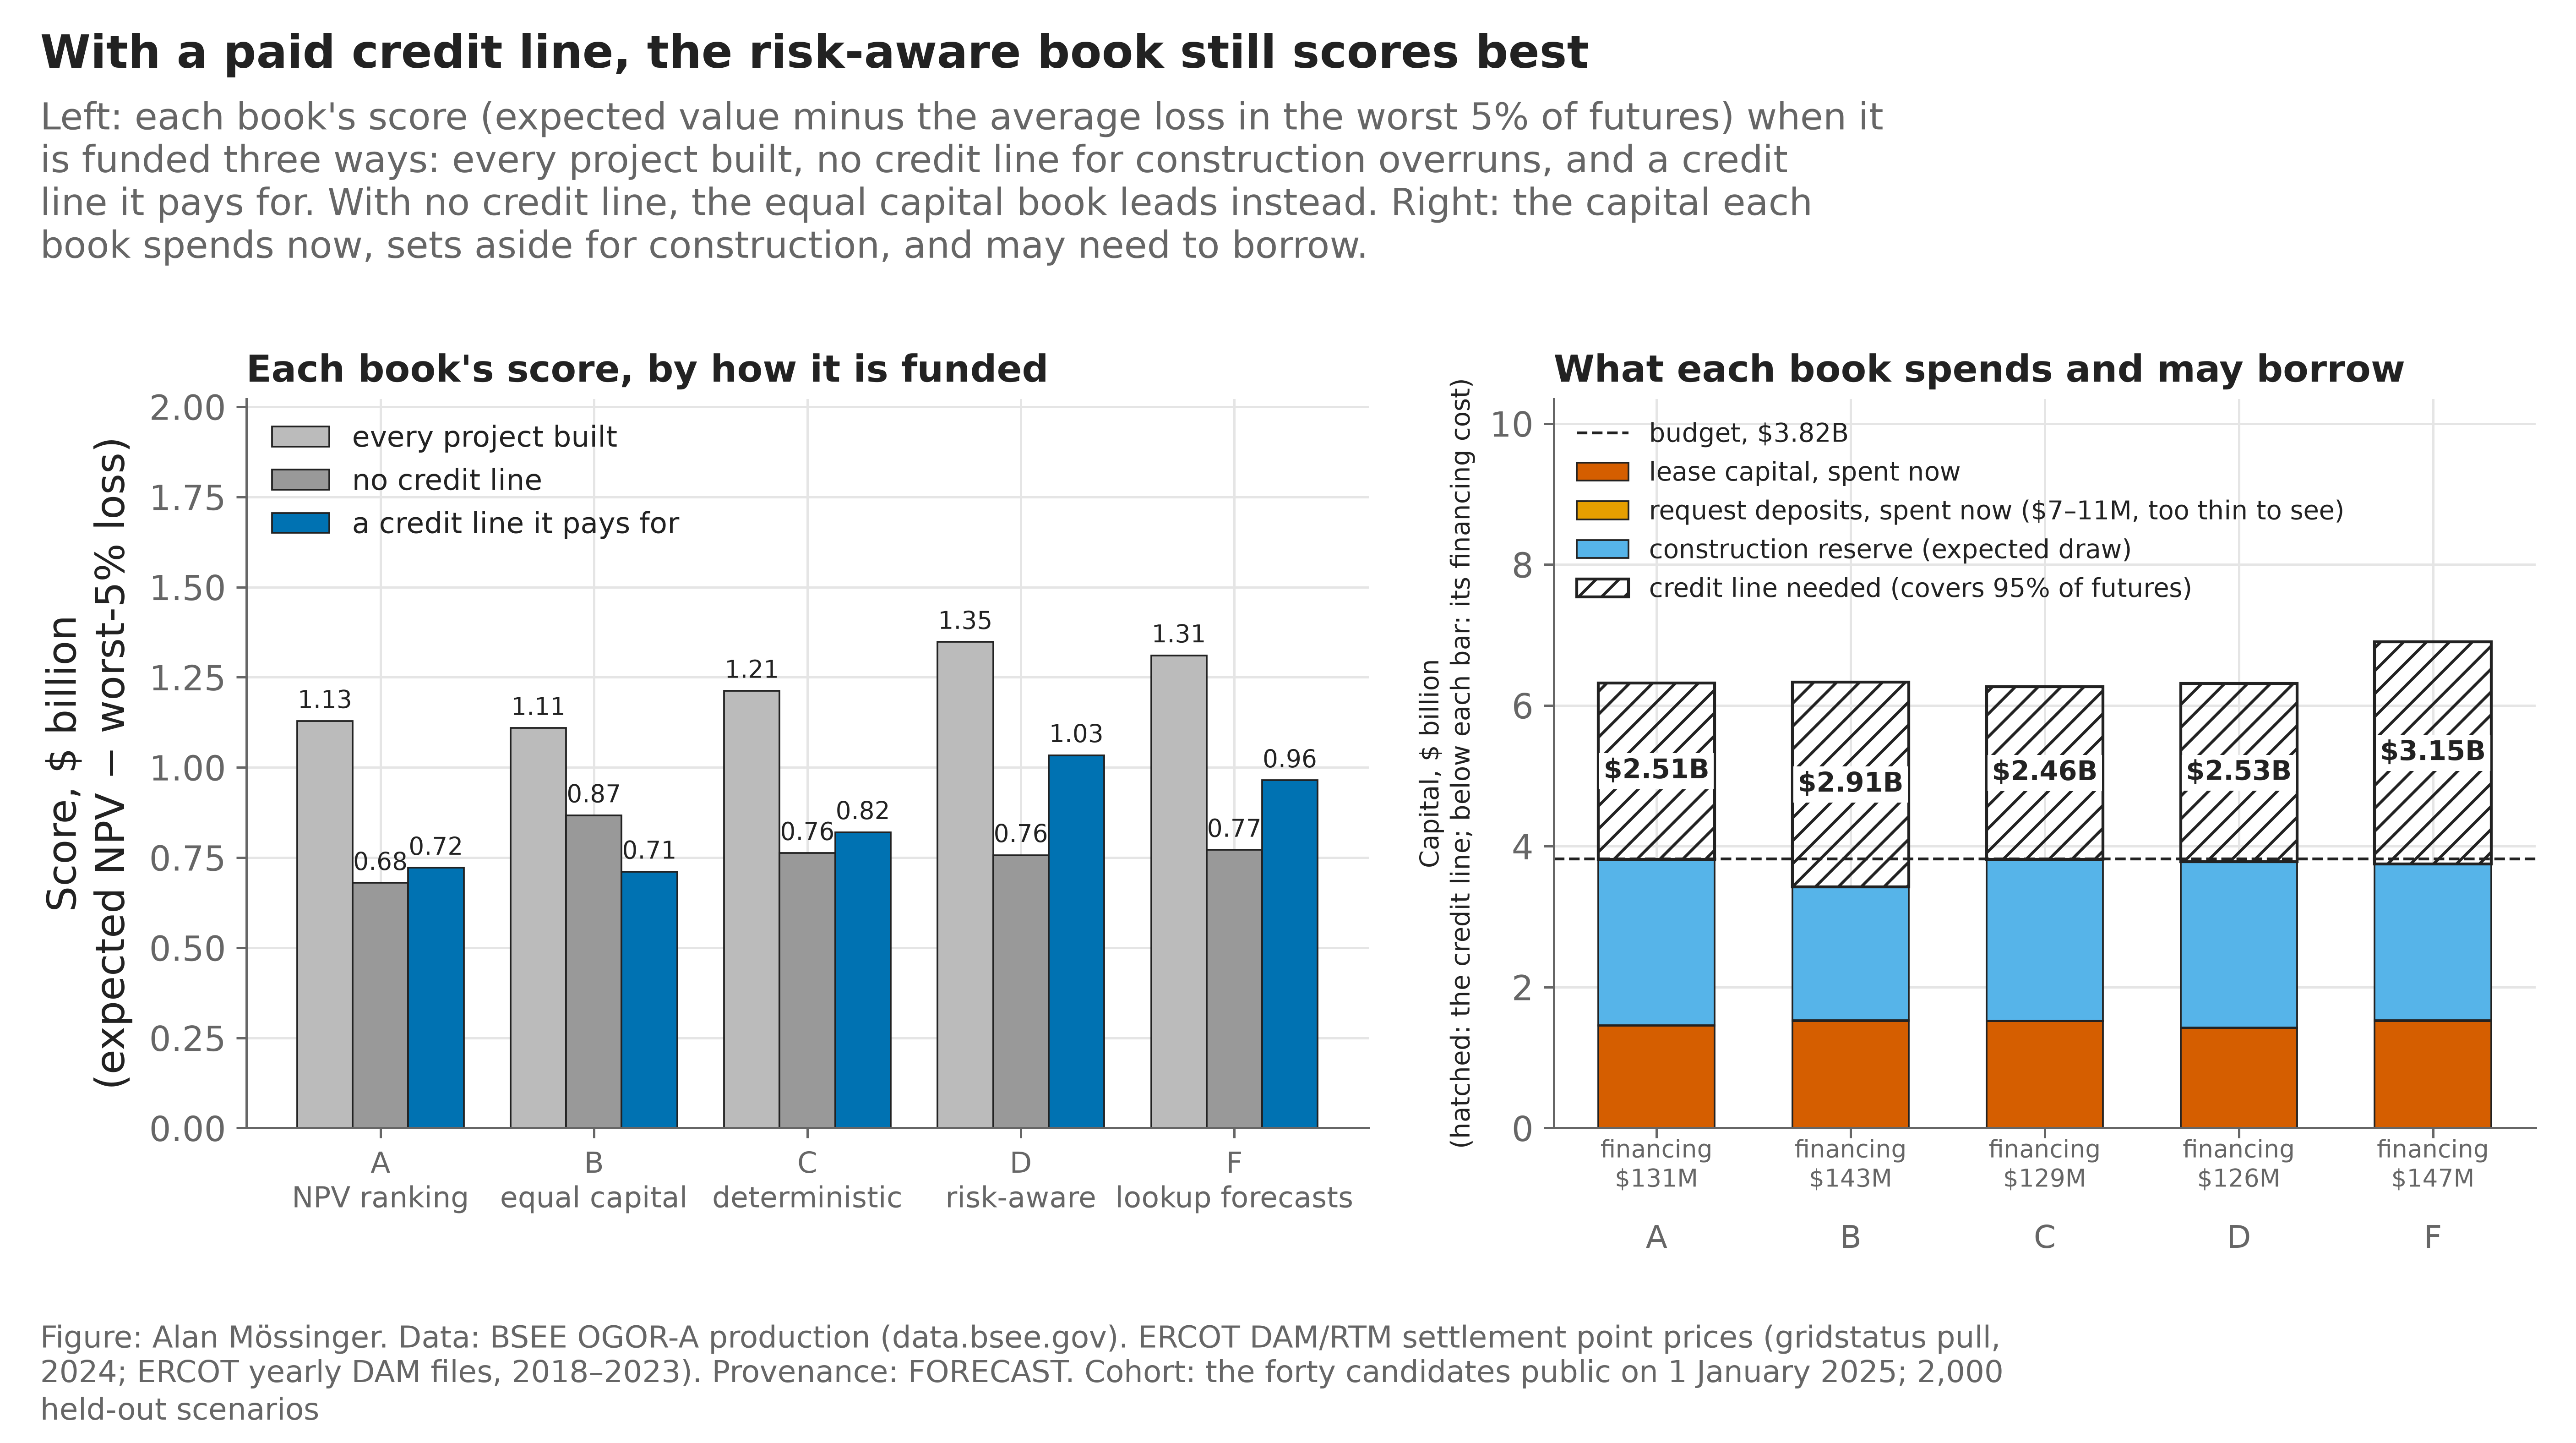 With a paid credit line, the risk-aware book still scores best
Left: each book's score (expected value minus the average loss in the worst 5% of futures) when it
is funded three ways: every project built, no credit line for construction overruns, and a credit
line it pays for. With no credit line, the equal capital book leads instead. Right: the capital each
book spends now, sets aside for construction, and may need to borrow.
Each book's score, by how it is funded
Score, $ billion
(expected NPV − worst-5% loss)
2.00
1.75
1.50
1.25
1.00
0.75
0.50
0.25
0.00
every project built
no credit line
a credit line it pays for
1.13
0.68
0.72
1.11
0.87
0.71
1.21
0.76
0.82
1.35
0.76
1.03
1.31
0.77
0.96
A
NPV ranking
B
equal capital
C
deterministic
D
risk-aware
F
lookup forecasts
What each book spends and may borrow
Capital, $ billion
(hatched: the credit line; below each bar: its financing cost)
10
8
6
4
2
0
budget, $3.82B
lease capital, spent now
request deposits, spent now ($7–11M, too thin to see)
construction reserve (expected draw)
credit line needed (covers 95% of futures)
$2.51B
$2.91B
$2.46B
$2.53B
$3.15B
financing
$131M
financing
$143M
financing
$129M
financing
$126M
financing
$147M
A
B
C
D
F
Figure: Alan Mössinger. Data: BSEE OGOR-A production (data.bsee.gov). ERCOT DAM/RTM settlement point prices (gridstatus pull,
2024; ERCOT yearly DAM files, 2018–2023). Provenance: FORECAST. Cohort: the forty candidates public on 1 January 2025; 2,000
held-out scenarios